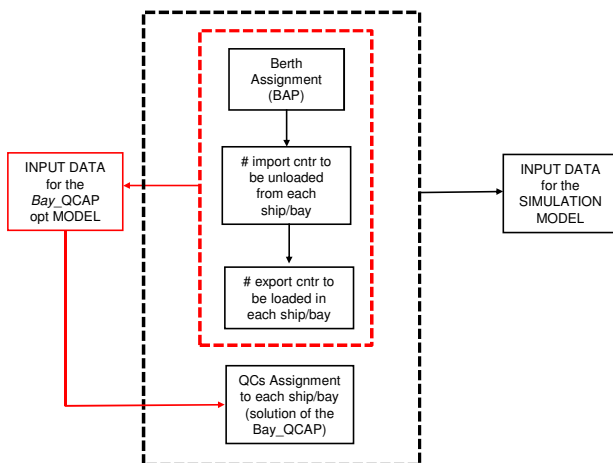 Berth
Assignment
(BAP)
INPUT DATA
for the
Bay_QCAP
opt MODEL
# import cntr to
be unloaded
from each
ship/bay
INPUT DATA
for the
SIMULATION
MODEL
# export cntr to
be loaded in
each ship/bay
QCs Assignment
to each ship/bay
(solution of the
Bay_QCAP)